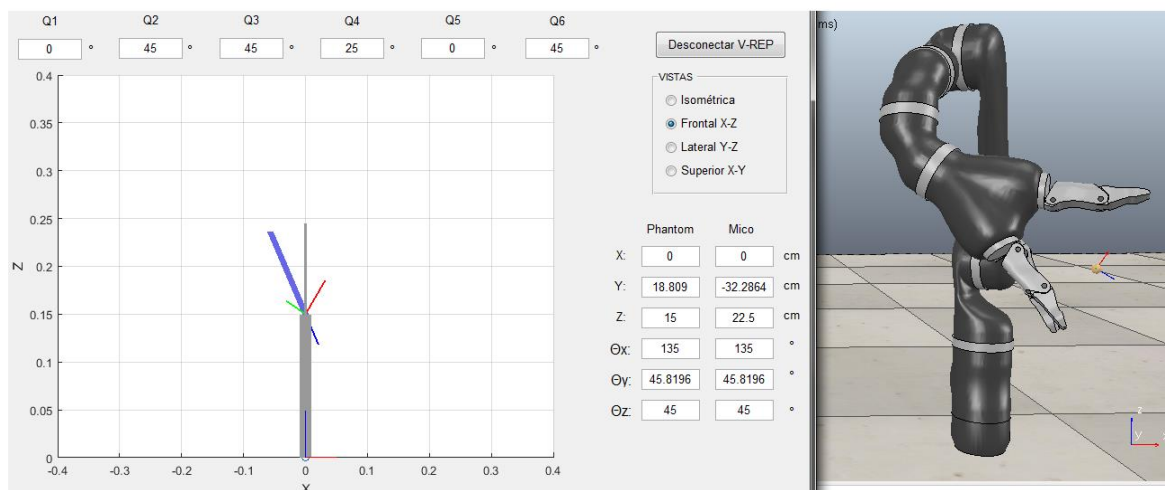 Q1 Q2 Q3 Q4 Q5 Q6
0 ° 45 ° 45 ° 25 ° 0 ° 45 °
Desconectar V-REP
VISTAS
Isométrica
Frontal X-Z
Lateral Y-Z
Superior X-Y
Phantom Mico
X: 0 0 cm
Y: 18.809 -32.2864 cm
Z: 15 22.5 cm
Θx: 135 135 °
Θy: 45.8196 45.8196 °
Θz: 45 45 °
0.4
0.35
0.3
0.25
0.2
0.15
0.1
0.05
0
Z
-0.4 -0.3 -0.2 -0.1 0 0.1 0.2 0.3 0.4
X
ms)
z
y